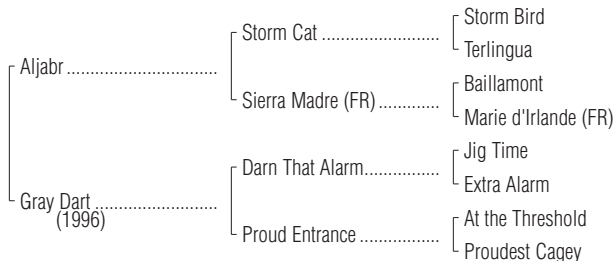 Storm Bird
Storm Cat ......................
Terlingua
Aljabr ................................
Baillamont
Sierra Madre (FR) .............
Marie d'Irlande (FR)
Jig Time
Darn That Alarm................
Extra Alarm
Gray Dart ..........................
(1996)
At the Threshold
Proud Entrance .................
Proudest Cagey